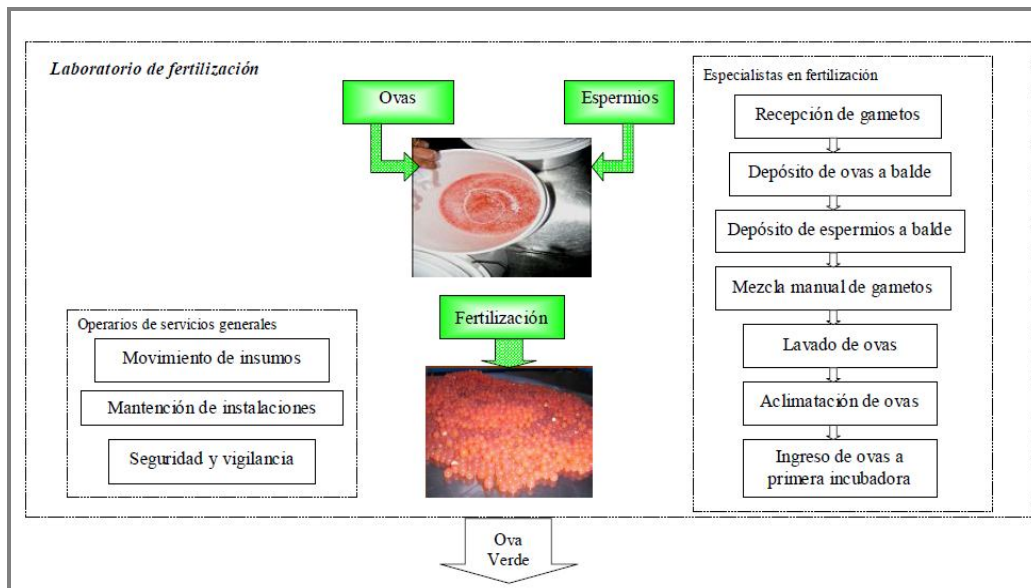 Laboratorio de fertilización
Ovas
Espermios
Fertilización
Operarios de servicios generales
Movimiento de insumos
Mantención de instalaciones
Seguridad y vigilancia
Especialistas en fertilización
Recepción de gametos
Depósito de ovas a balde
Depósito de espermios a balde
Mezcla manual de gametos
Lavado de ovas
Aclimatación de ovas
Ingreso de ovas a
primera incubadora
Ova
Verde